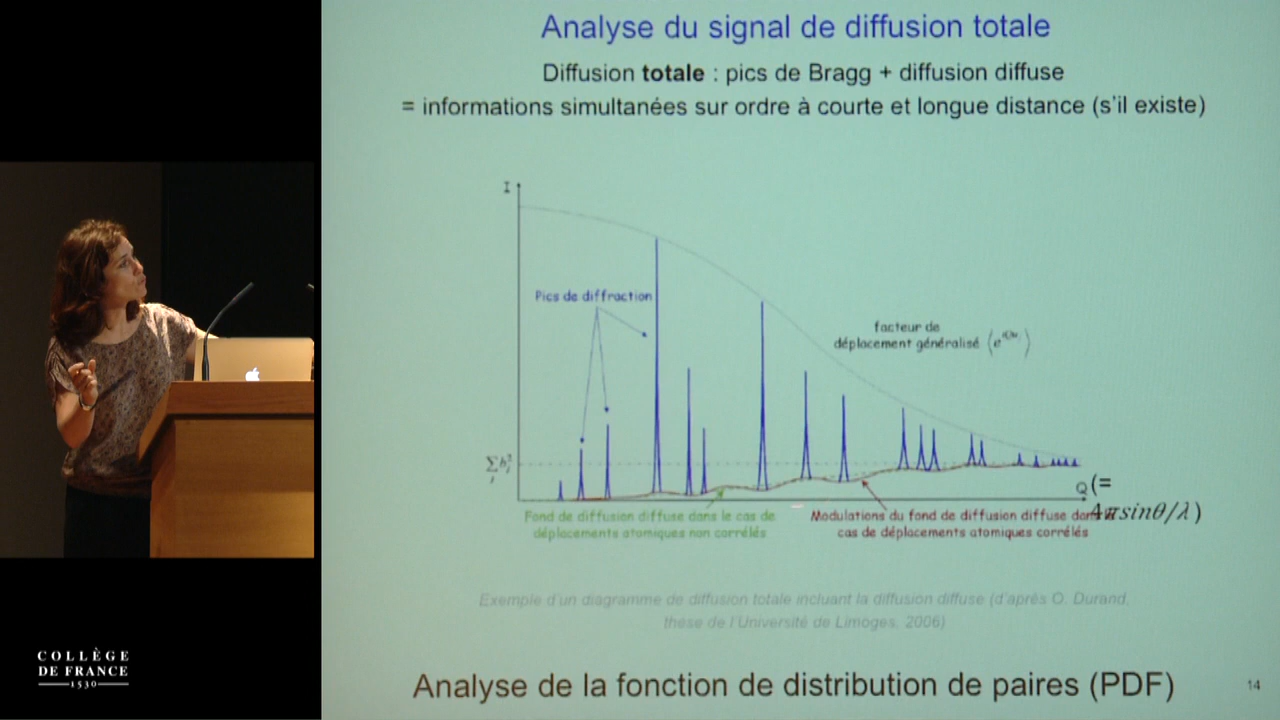 Analyse du signal de diffusion totale
Diffusion totale : pics de Bragg + diffusion diffuse
= informations simultanées sur ordre à courte et longue distance (s'il existe)
I
Pics de diffraction
facteur de
déplacement généralisé
Q (=
4πsinθ/λ)
Fond de diffusion diffuse dans le cas de
déplacements atomiques non corrélés
Modulations du fond de diffusion diffuse
cas de déplacements atomiques corrélés
Exemple d'un diagramme de diffusion totale incluant la diffusion diffuse (d'après O. Durand,
thèse de l'Université de Limoges, 2006)
Analyse de la fonction de distribution de paires (PDF)
14
COLLÈGE
DE FRANCE
1530